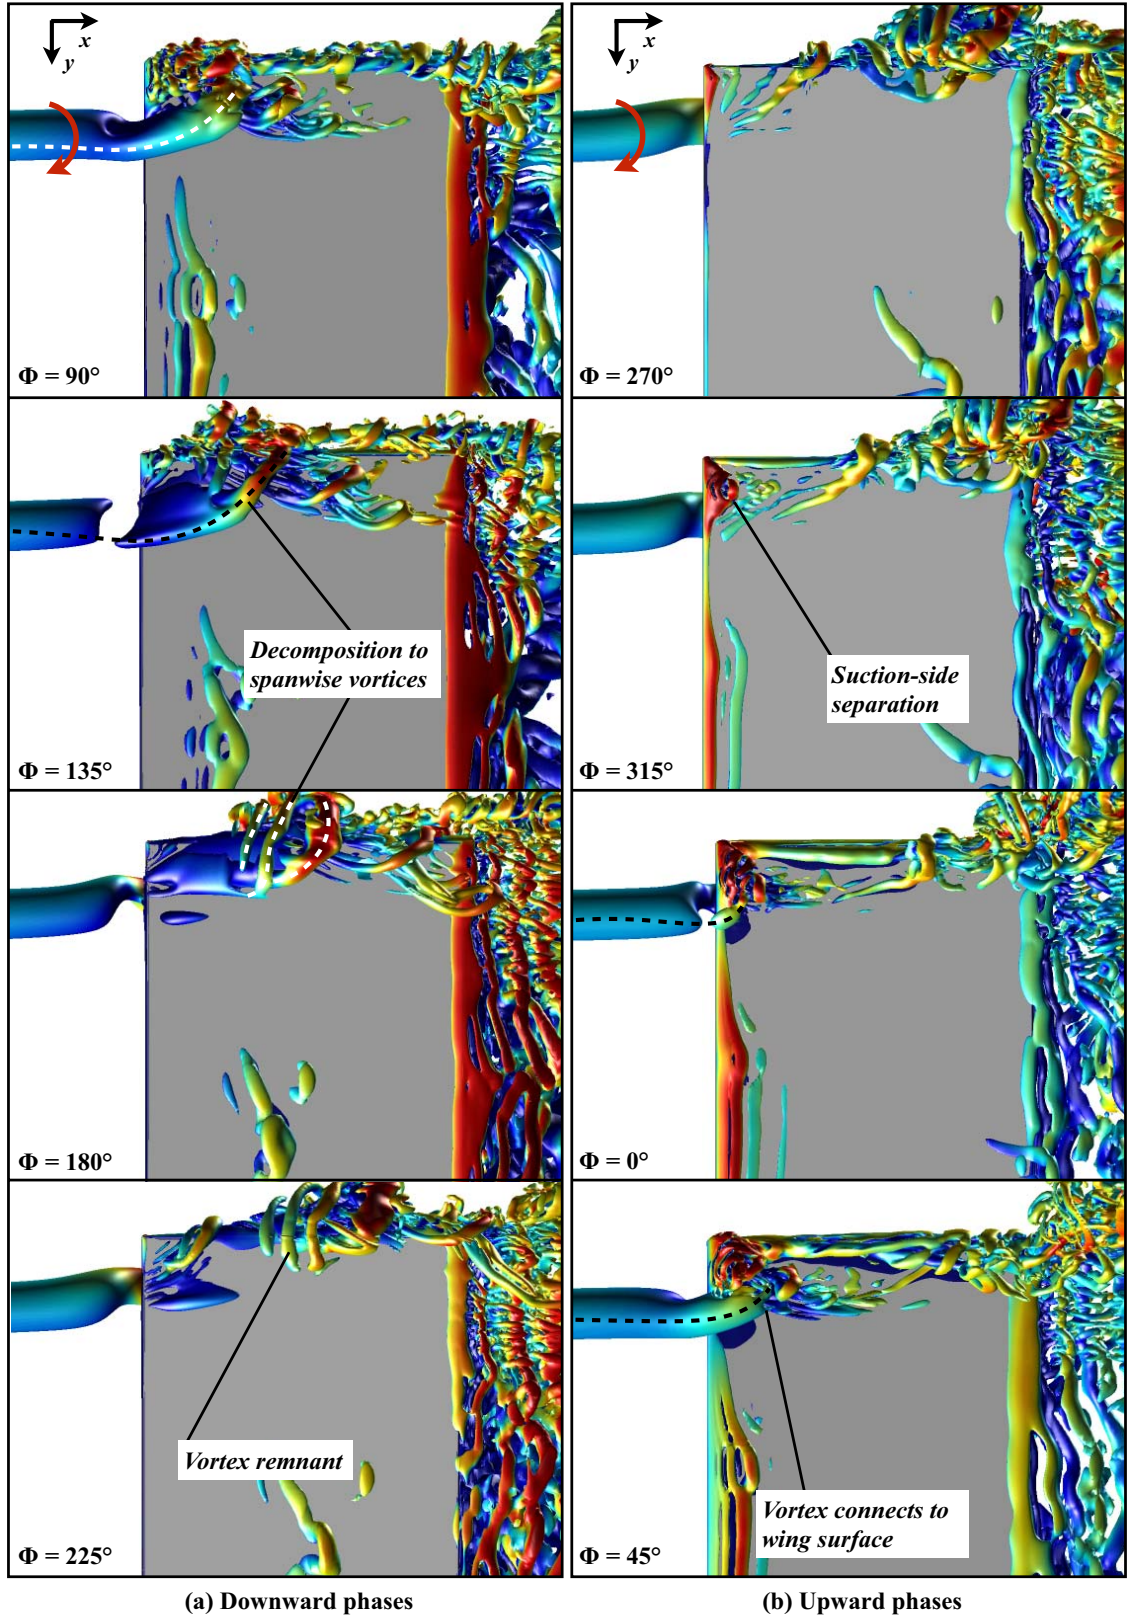 x
y
Φ = 90°
Decomposition to
spanwise vortices
Φ = 135°
Φ = 180°
Vortex remnant
Φ = 225°
(a) Downward phases
x
y
Φ = 270°
Suction-side
separation
Φ = 315°
Φ = 0°
Vortex connects to
wing surface
Φ = 45°
(b) Upward phases